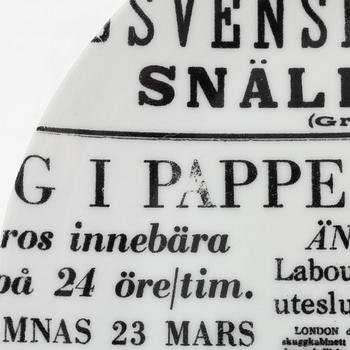 SVENS
SNÄL
(Gr
G I PAPPE
ros innebära
på 24 öre/tim.
MNAS 23 MARS
ÄN
Labou
uteslu
LONDON d
skuggkabinett